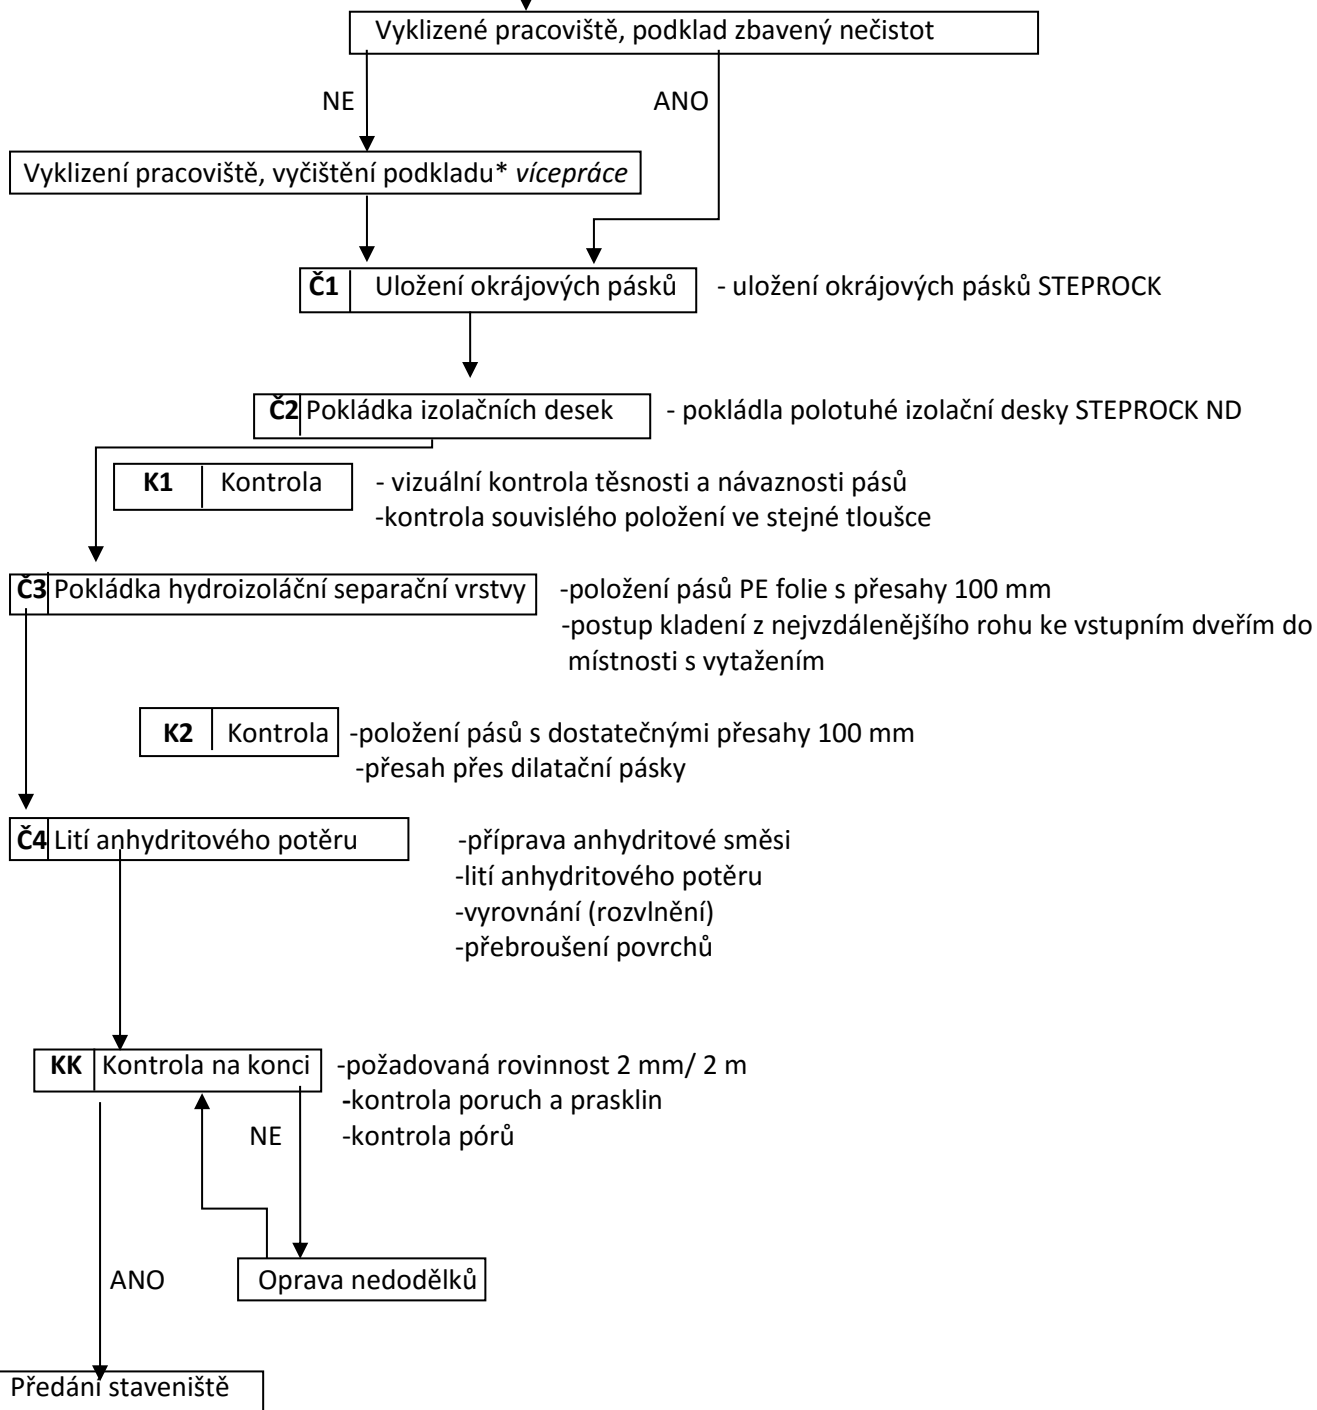 Vyklizené pracoviště, podklad zbavený nečistot
NE
ANO
Vyklizení pracoviště, vyčištění podkladu* vícepráce
Č1 Uložení okrájových pásků - uložení okrájových pásků STEPROCK
Č2 Pokládka izolačních desek - pokládla polotuhé izolační desky STEPROCK ND
K1 Kontrola - vizuální kontrola těsnosti a návaznosti pásů
-kontrola souvislého položení ve stejné tloušce
Č3 Pokládka hydroizoláční separační vrstvy -položení pásů PE folie s přesahy 100 mm
-postup kladení z nejvzdálenějšího rohu ke vstupním dveřím do
místnosti s vytažením
K2 Kontrola -položení pásů s dostatečnými přesahy 100 mm
-přesah přes dilatační pásky
Č4 Lití anhydritového potěru -příprava anhydritové směsi
-lití anhydritového potěru
-vyrovnání (rozvlnění)
-přebroušení povrchů
KK Kontrola na konci -požadovaná rovinnost 2 mm/ 2 m
-kontrola poruch a prasklin
NE -kontrola pórů
ANO Oprava nedodělků
Předání staveniště